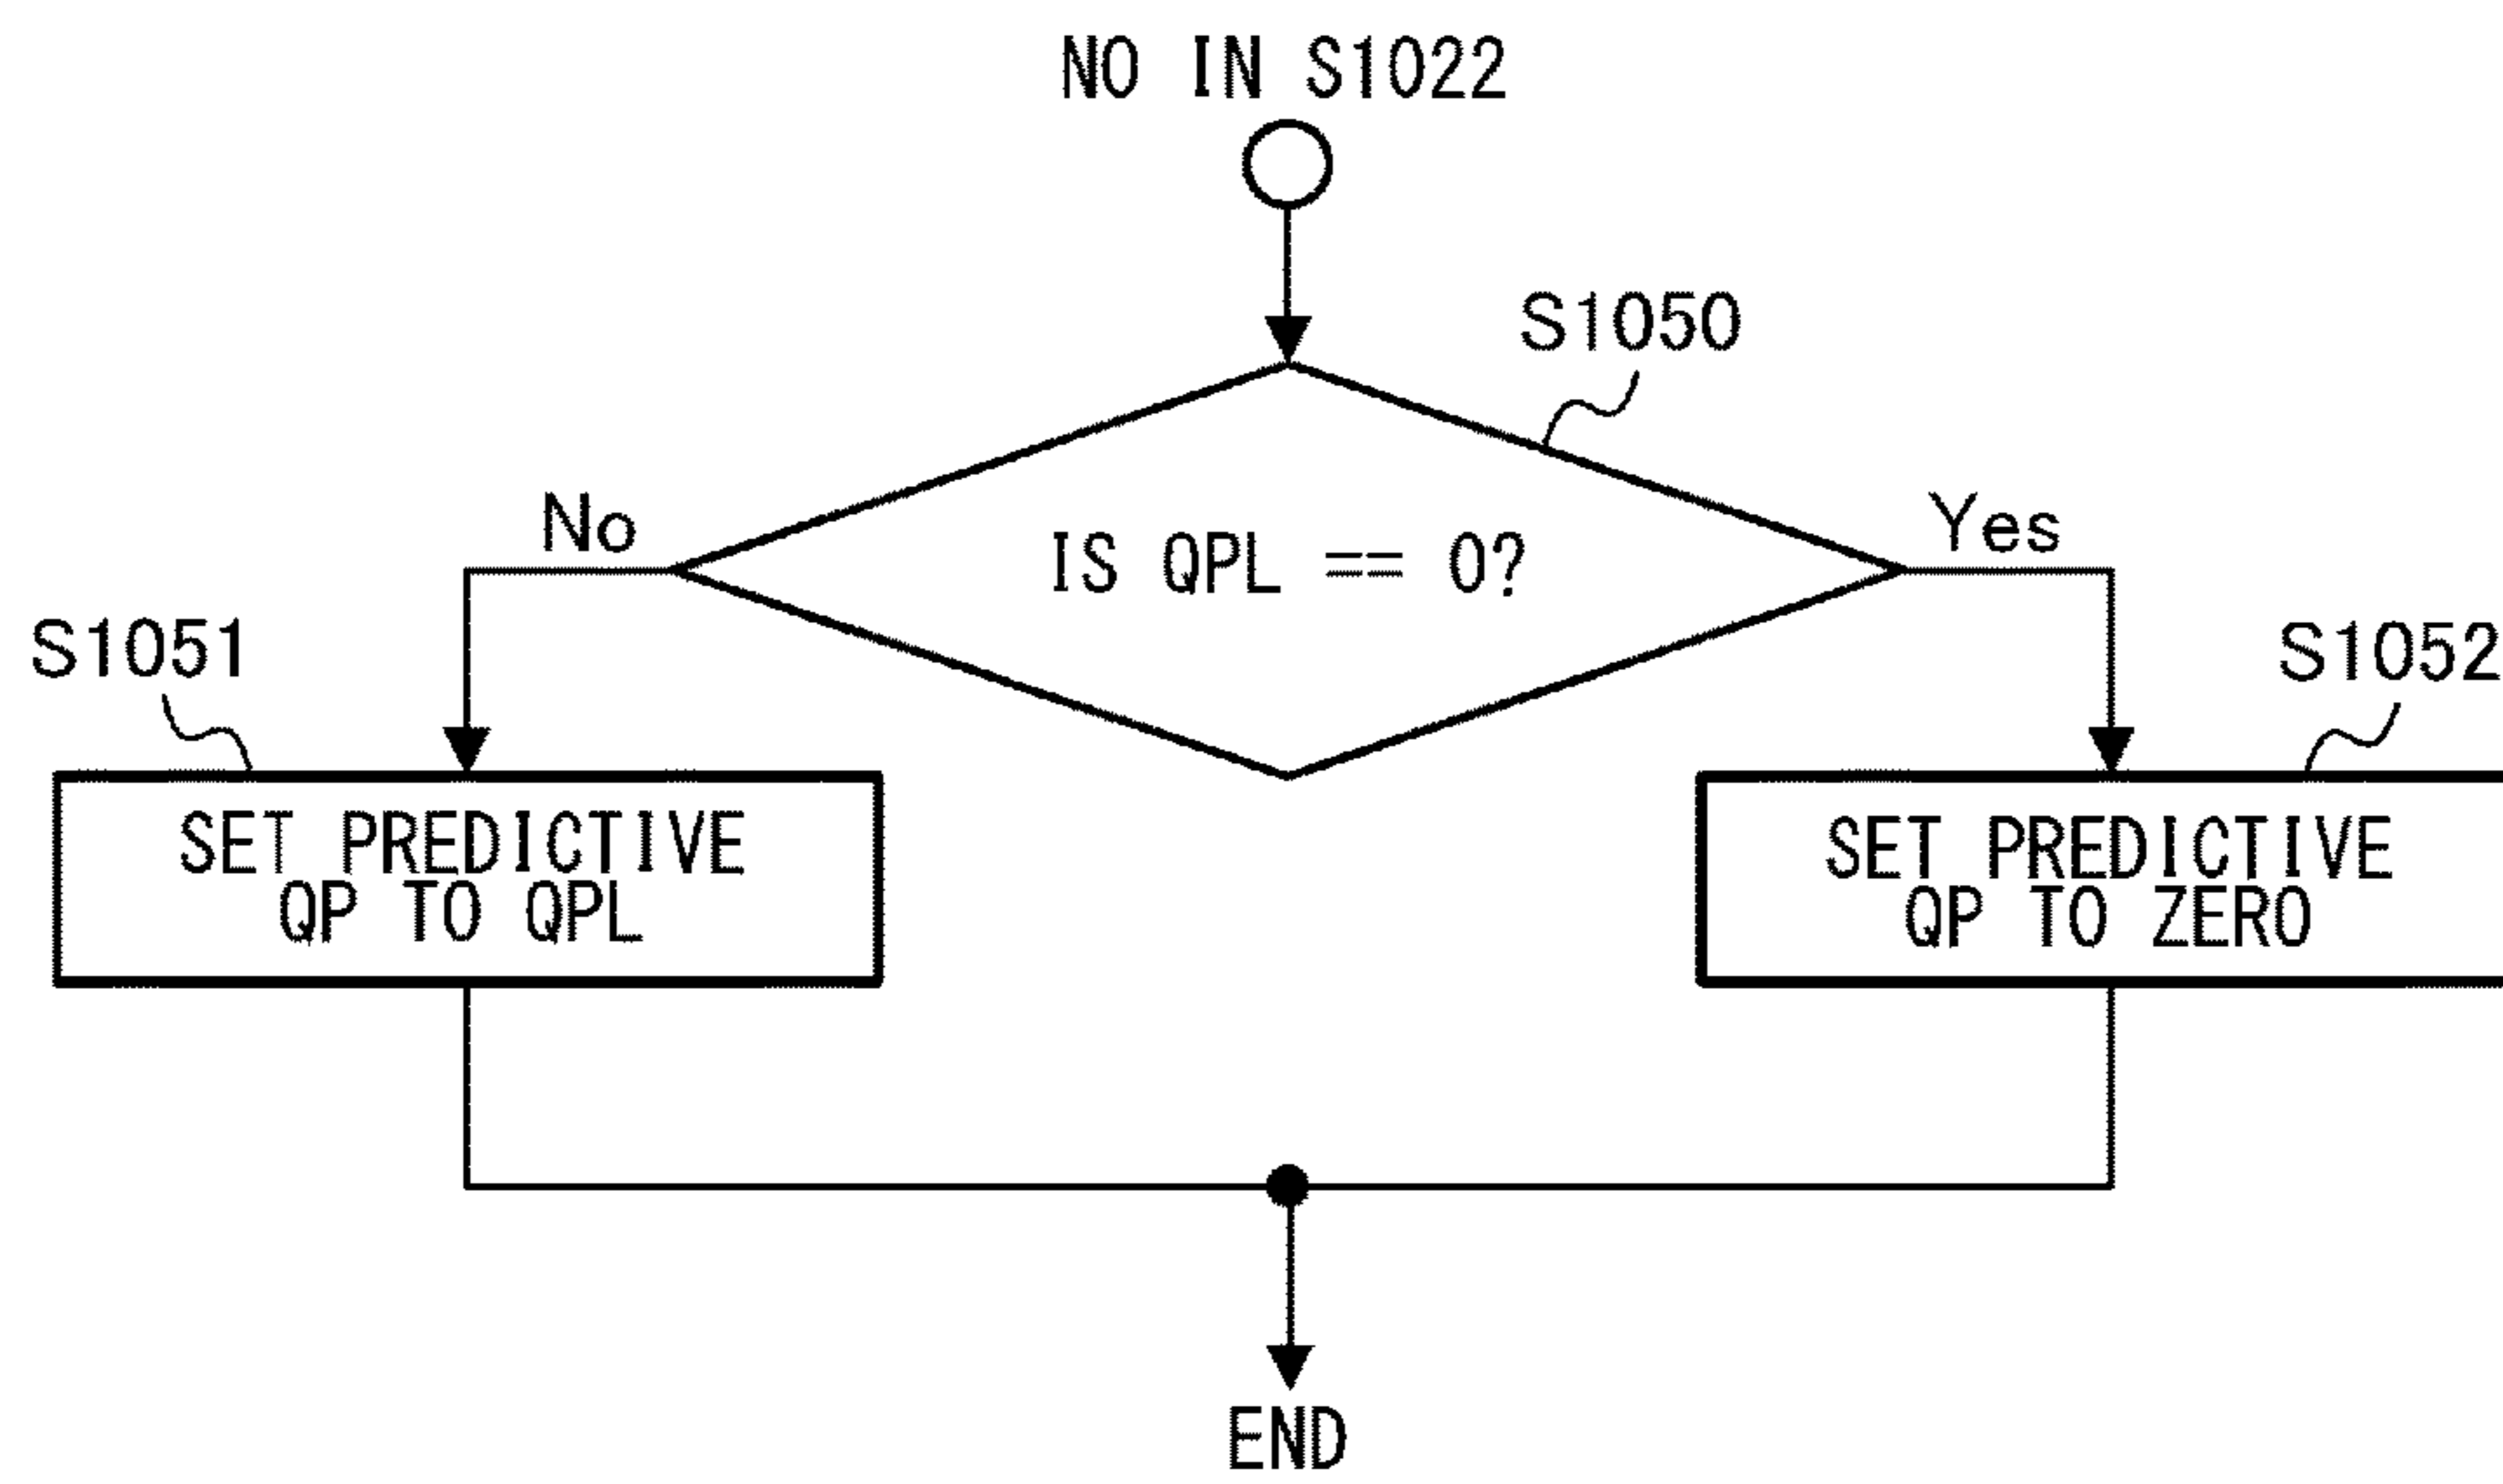 NO IN S1022
S1050
No
IS QPL == 0?
Yes
S1051
S1052
SET PREDICTIVE
QP TO QPL
SET PREDICTIVE
QP TO ZERO
END